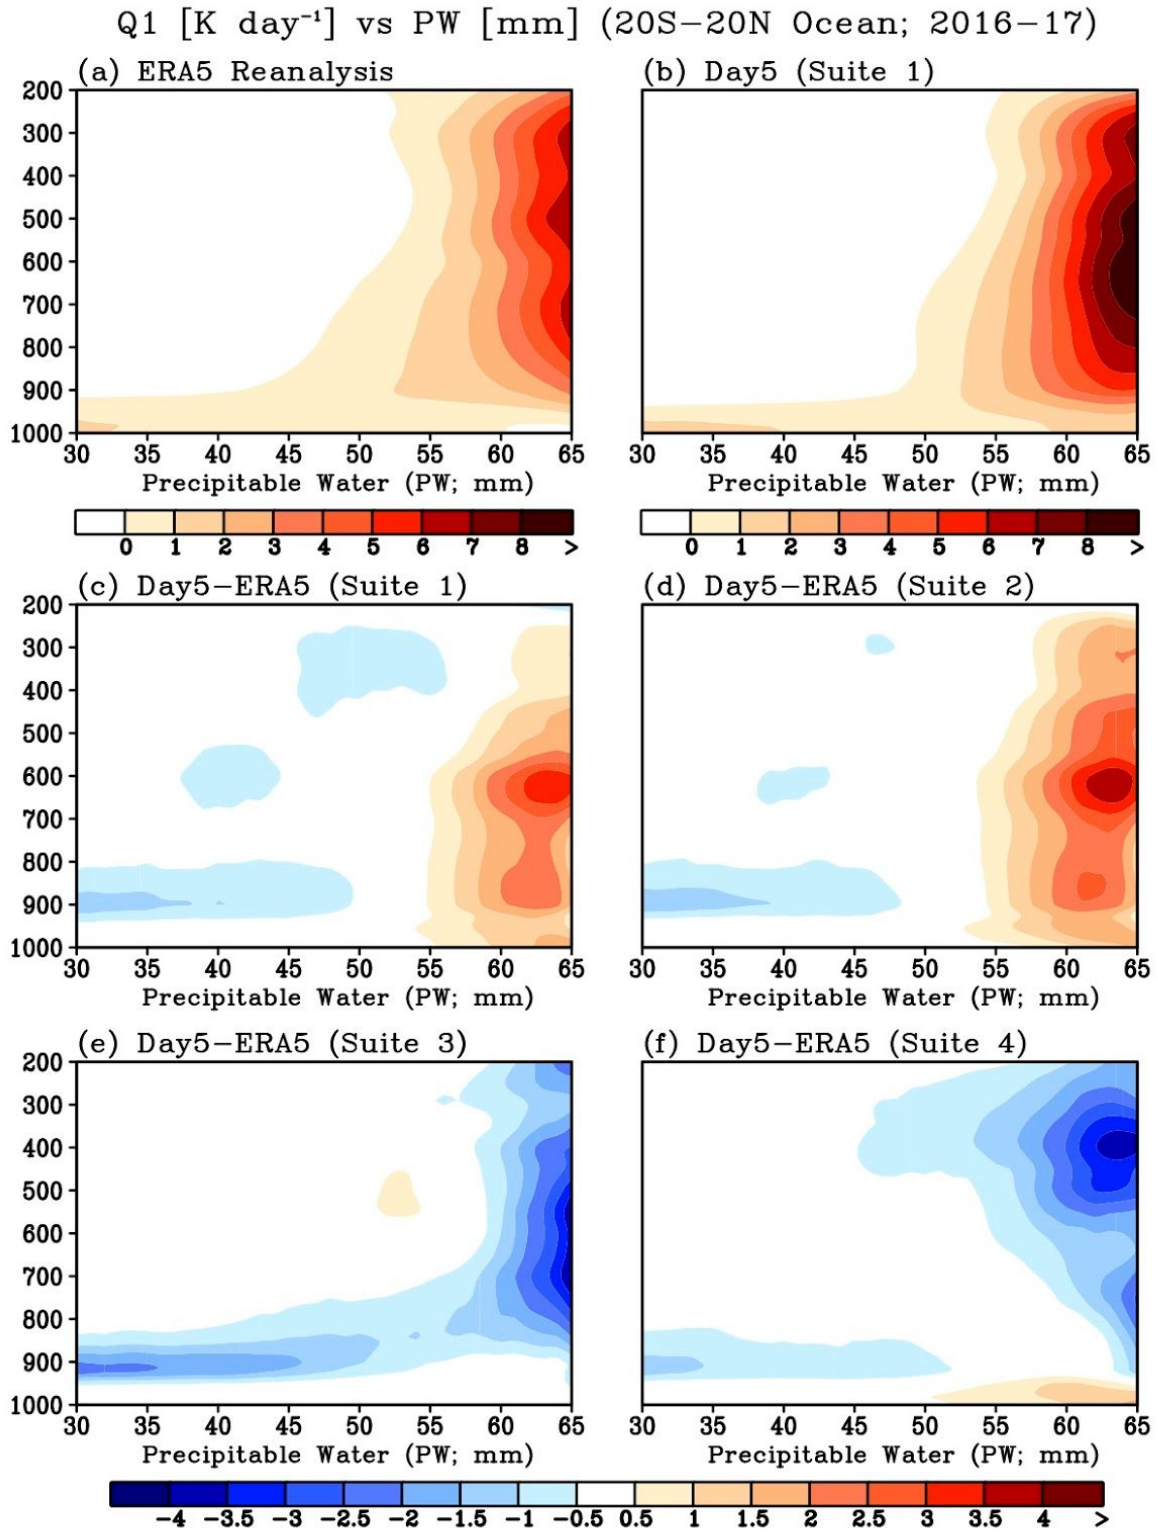 Q1 [K day⁻¹] vs PW [mm] (20S−20N Ocean; 2016−17)
(a) ERA5 Reanalysis
200
300
400
500
600
700
800
900
1000
30 35 40 45 50 55 60 65
Precipitable Water (PW; mm)
0 1 2 3 4 5 6 7 8 >
(b) Day5 (Suite 1)
30 35 40 45 50 55 60 65
Precipitable Water (PW; mm)
0 1 2 3 4 5 6 7 8 >
(c) Day5−ERA5 (Suite 1)
200
300
400
500
600
700
800
900
1000
30 35 40 45 50 55 60 65
Precipitable Water (PW; mm)
(d) Day5−ERA5 (Suite 2)
30 35 40 45 50 55 60 65
Precipitable Water (PW; mm)
(e) Day5−ERA5 (Suite 3)
200
300
400
500
600
700
800
900
1000
30 35 40 45 50 55 60 65
Precipitable Water (PW; mm)
(f) Day5−ERA5 (Suite 4)
30 35 40 45 50 55 60 65
Precipitable Water (PW; mm)
−4 −3.5 −3 −2.5 −2 −1.5 −1 −0.5 0.5 1 1.5 2 2.5 3 3.5 4 >